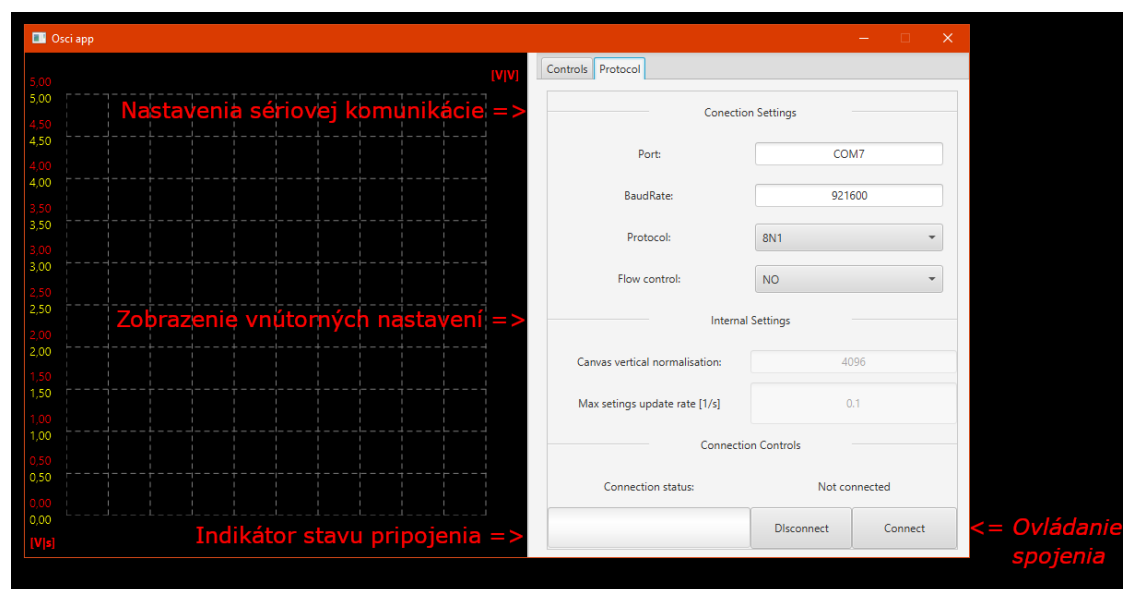 Osci app
[V|V]
5,00
5,00
4,50
4,50
4,00
4,00
3,50
3,50
3,00
3,00
2,50
2,50
2,00
2,00
1,50
1,50
1,00
1,00
0,50
0,50
0,00
0,00
[V|s]
Nastavenia sériovej komunikácie =>
Zobrazenie vnútorných nastavení =>
Indikátor stavu pripojenia =>
Controls Protocol
Conection Settings
Port: COM7
BaudRate: 921600
Protocol: 8N1
Flow control: NO
Internal Settings
Canvas vertical normalisation: 4096
Max setings update rate [1/s] 0.1
Connection Controls
Connection status: Not connected
DIsconnect Connect
<= Ovládanie
spojenia